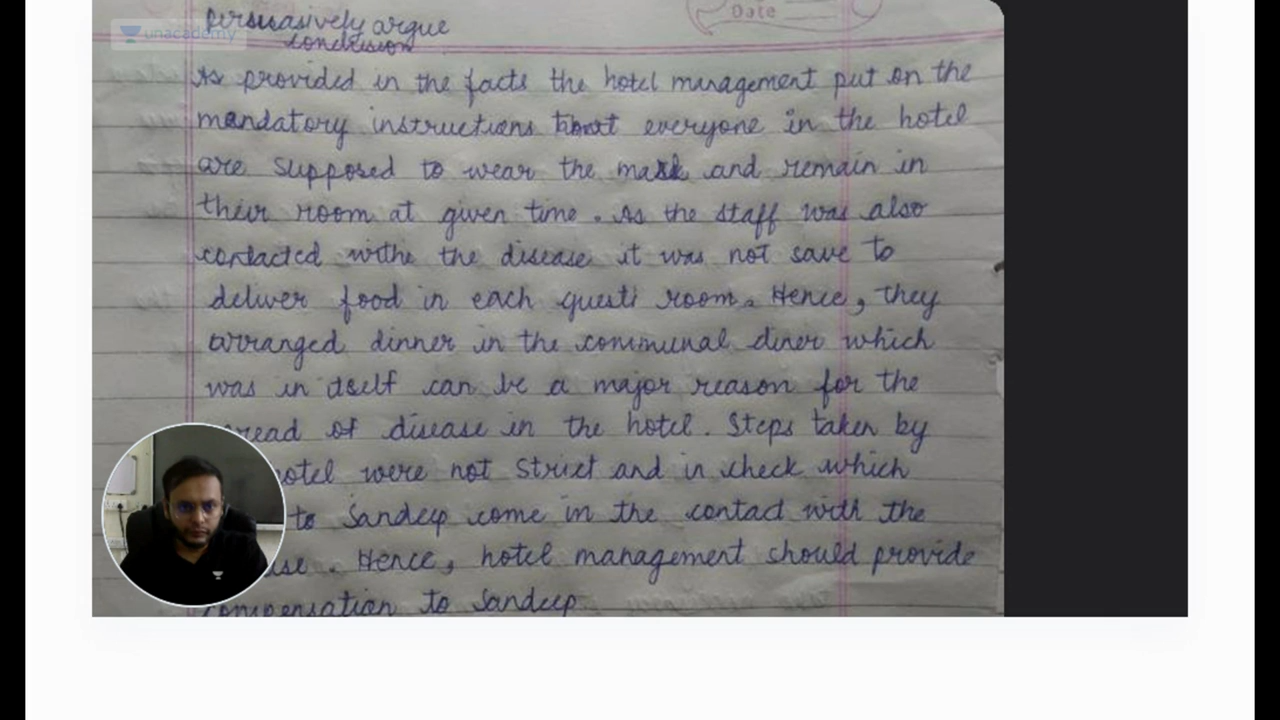 Date
unacademy
persuasively argue
conclusion
As provided in the facts the hotel management put on the
mandatory instructions that everyone in the hotel
are supposed to wear the mask and remain in
their room at given time. As the staff was also
contacted withe the disease it was not save to
deliver food in each guest room. Hence, they
arranged dinner in the communal diner which
was in itself can be a major reason for the
of disease in the hotel. Steps taken by
hotel were not strict and in check which
to Sandeep come in the contact with the
Hence, hotel management should provide
compensation to Sandeep